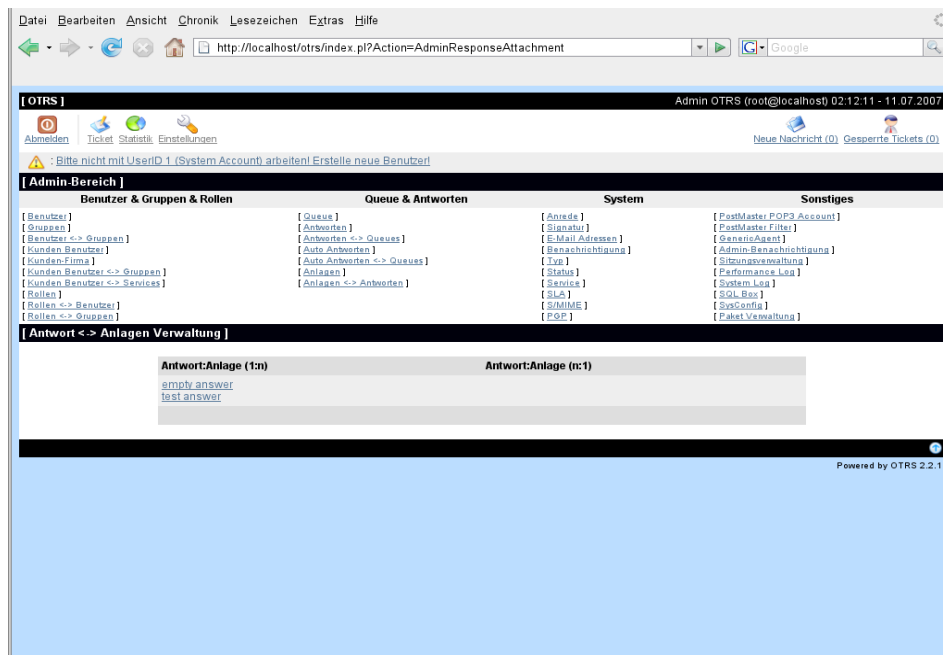 Datei Bearbeiten Ansicht Chronik Lesezeichen Extras Hilfe
http://localhost/otrs/index.pl?Action=AdminResponseAttachment
G Google
[ OTRS ] Admin OTRS (root@localhost) 02:12:11 - 11.07.2007
Abmelden Ticket Statistik Einstellungen Neue Nachricht (0) Gesperrte Tickets (0)
: Bitte nicht mit UserID 1 (System Account) arbeiten! Erstelle neue Benutzer!
[ Admin-Bereich ]
Benutzer & Gruppen & Rollen Queue & Antworten System Sonstiges
[ Benutzer ] [ Queue ] [ Anrede ] [ PostMaster POP3 Account ]
[ Gruppen ] [ Antworten ] [ Signatur ] [ PostMaster Filter ]
[ Benutzer <-> Gruppen ] [ Antworten <-> Queues ] [ E-Mail Adressen ] [ GenericAgent ]
[ Kunden Benutzer ] [ Auto Antworten ] [ Benachrichtigung ] [ Admin-Benachrichtigung ]
[ Kunden-Firma ] [ Auto Antworten <-> Queues ] [ Typ ] [ Sitzungsverwaltung ]
[ Kunden Benutzer <-> Gruppen ] [ Anlagen ] [ Status ] [ Performance Log ]
[ Kunden Benutzer <-> Services ] [ Anlagen <-> Antworten ] [ Service ] [ System Log ]
[ Rollen ] [ SLA ] [ SQL Box ]
[ Rollen <-> Benutzer ] [ S/MIME ] [ SysConfig ]
[ Rollen <-> Gruppen ] [ PGP ] [ Paket Verwaltung ]
[ Antwort <-> Anlagen Verwaltung ]
Antwort:Anlage (1:n) Antwort:Anlage (n:1)
empty answer
test answer
Powered by OTRS 2.2.1